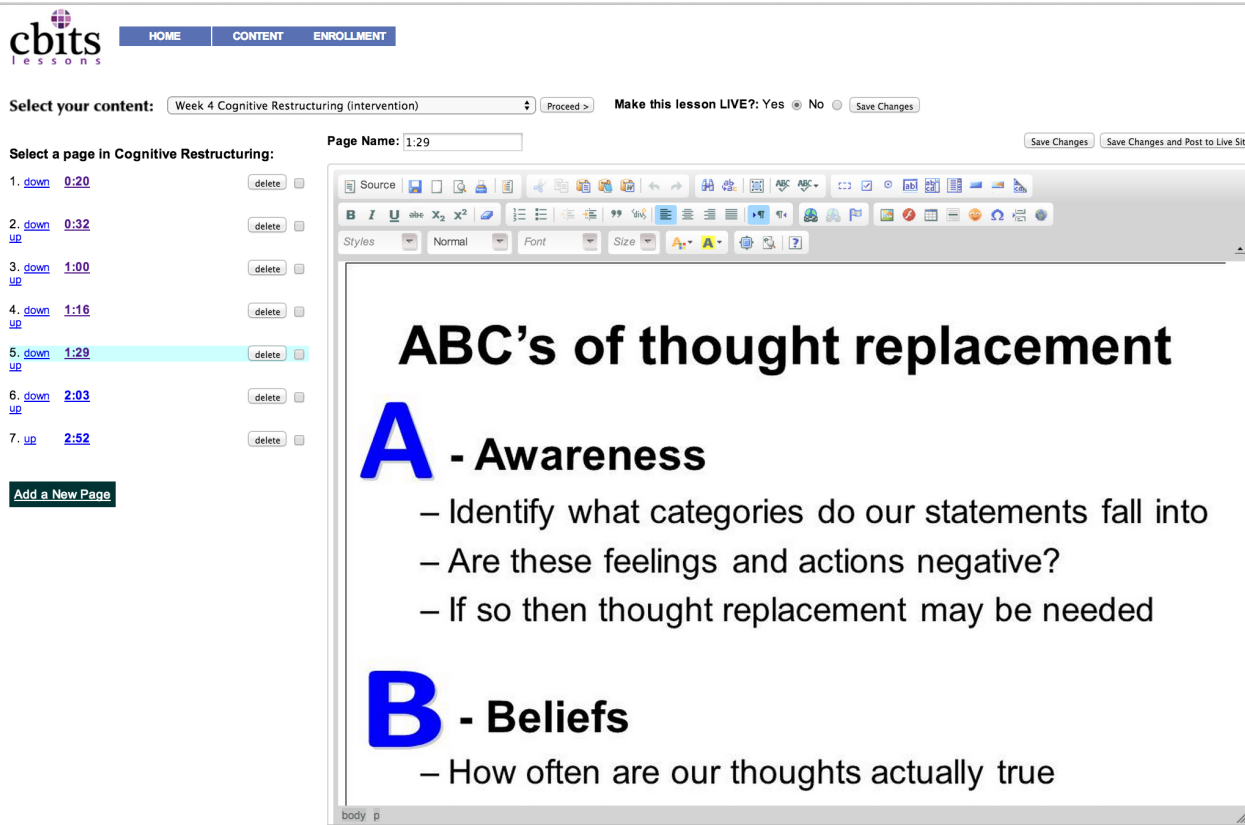 cbits
lessons
HOME CONTENT ENROLLMENT
Select your content: Week 4 Cognitive Restructuring (intervention) Proceed > Make this lesson LIVE?: Yes No Save Changes
Page Name: 1:29 Save Changes Save Changes and Post to Live Sit
Select a page in Cognitive Restructuring:
1. down 0:20 delete
2. down 0:32 delete
up
3. down 1:00 delete
up
4. down 1:16 delete
up
5. down 1:29 delete
up
6. down 2:03 delete
up
7. up 2:52 delete
Add a New Page
Source
B I U abc X2 X2
Styles Normal Font Size
ABC's of thought replacement
A - Awareness
– Identify what categories do our statements fall into
– Are these feelings and actions negative?
– If so then thought replacement may be needed
B - Beliefs
– How often are our thoughts actually true
body p